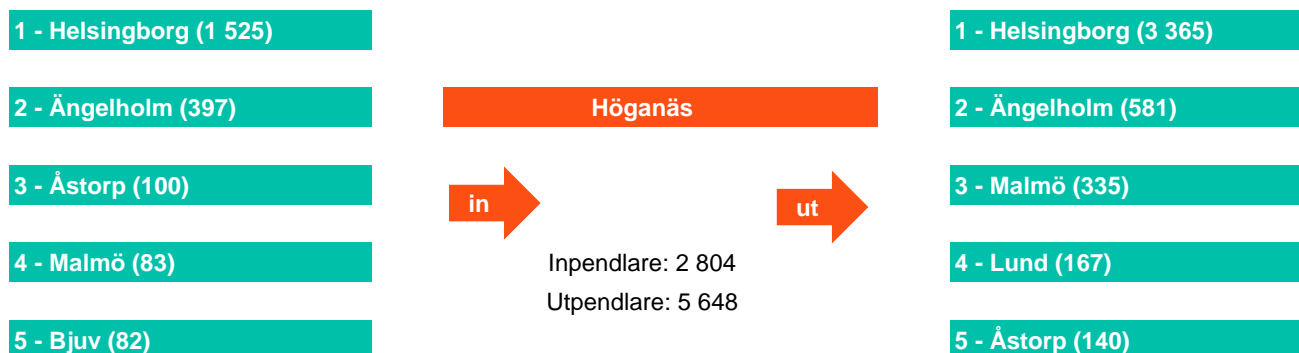 1 - Helsingborg (1 525)
2 - Ängelholm (397)
3 - Åstorp (100)
4 - Malmö (83)
5 - Bjuv (82)
Höganäs
in
ut
Inpendlare: 2 804
Utpendlare: 5 648
1 - Helsingborg (3 365)
2 - Ängelholm (581)
3 - Malmö (335)
4 - Lund (167)
5 - Åstorp (140)